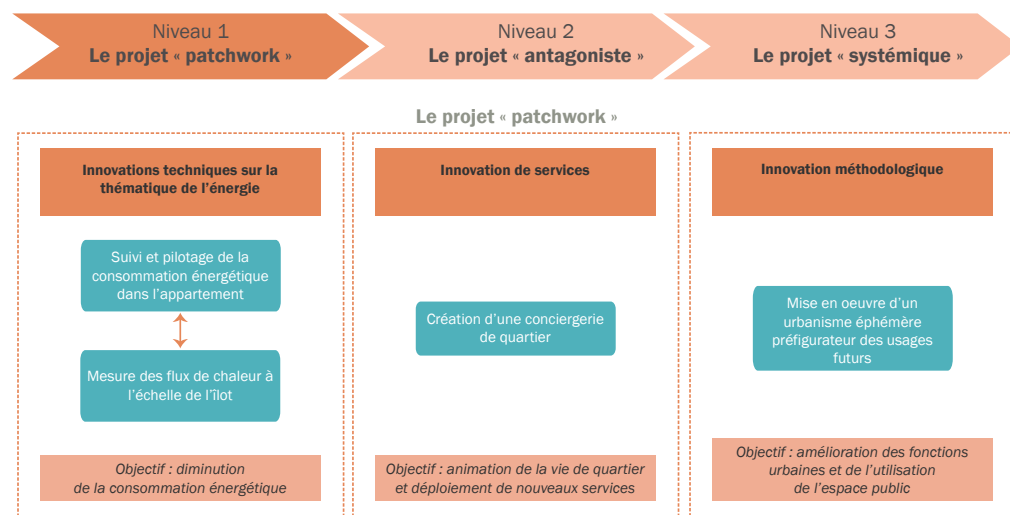 Niveau 1
Le projet « patchwork »
Niveau 2
Le projet « antagoniste »
Niveau 3
Le projet « systémique »
Le projet « patchwork »
Innovations techniques sur la
thématique de l’énergie
Suivi et pilotage de la
consommation énergétique
dans l’appartement
Mesure des flux de chaleur à
l’échelle de l’îlot
Objectif : diminution
de la consommation énergétique
Innovation de services
Création d’une conciergerie
de quartier
Objectif : animation de la vie de quartier
et déploiement de nouveaux services
Innovation méthodologique
Mise en oeuvre d’un
urbanisme éphémère
préfigurateur des usages
futurs
Objectif : amélioration des fonctions
urbaines et de l’utilisation
de l’espace public